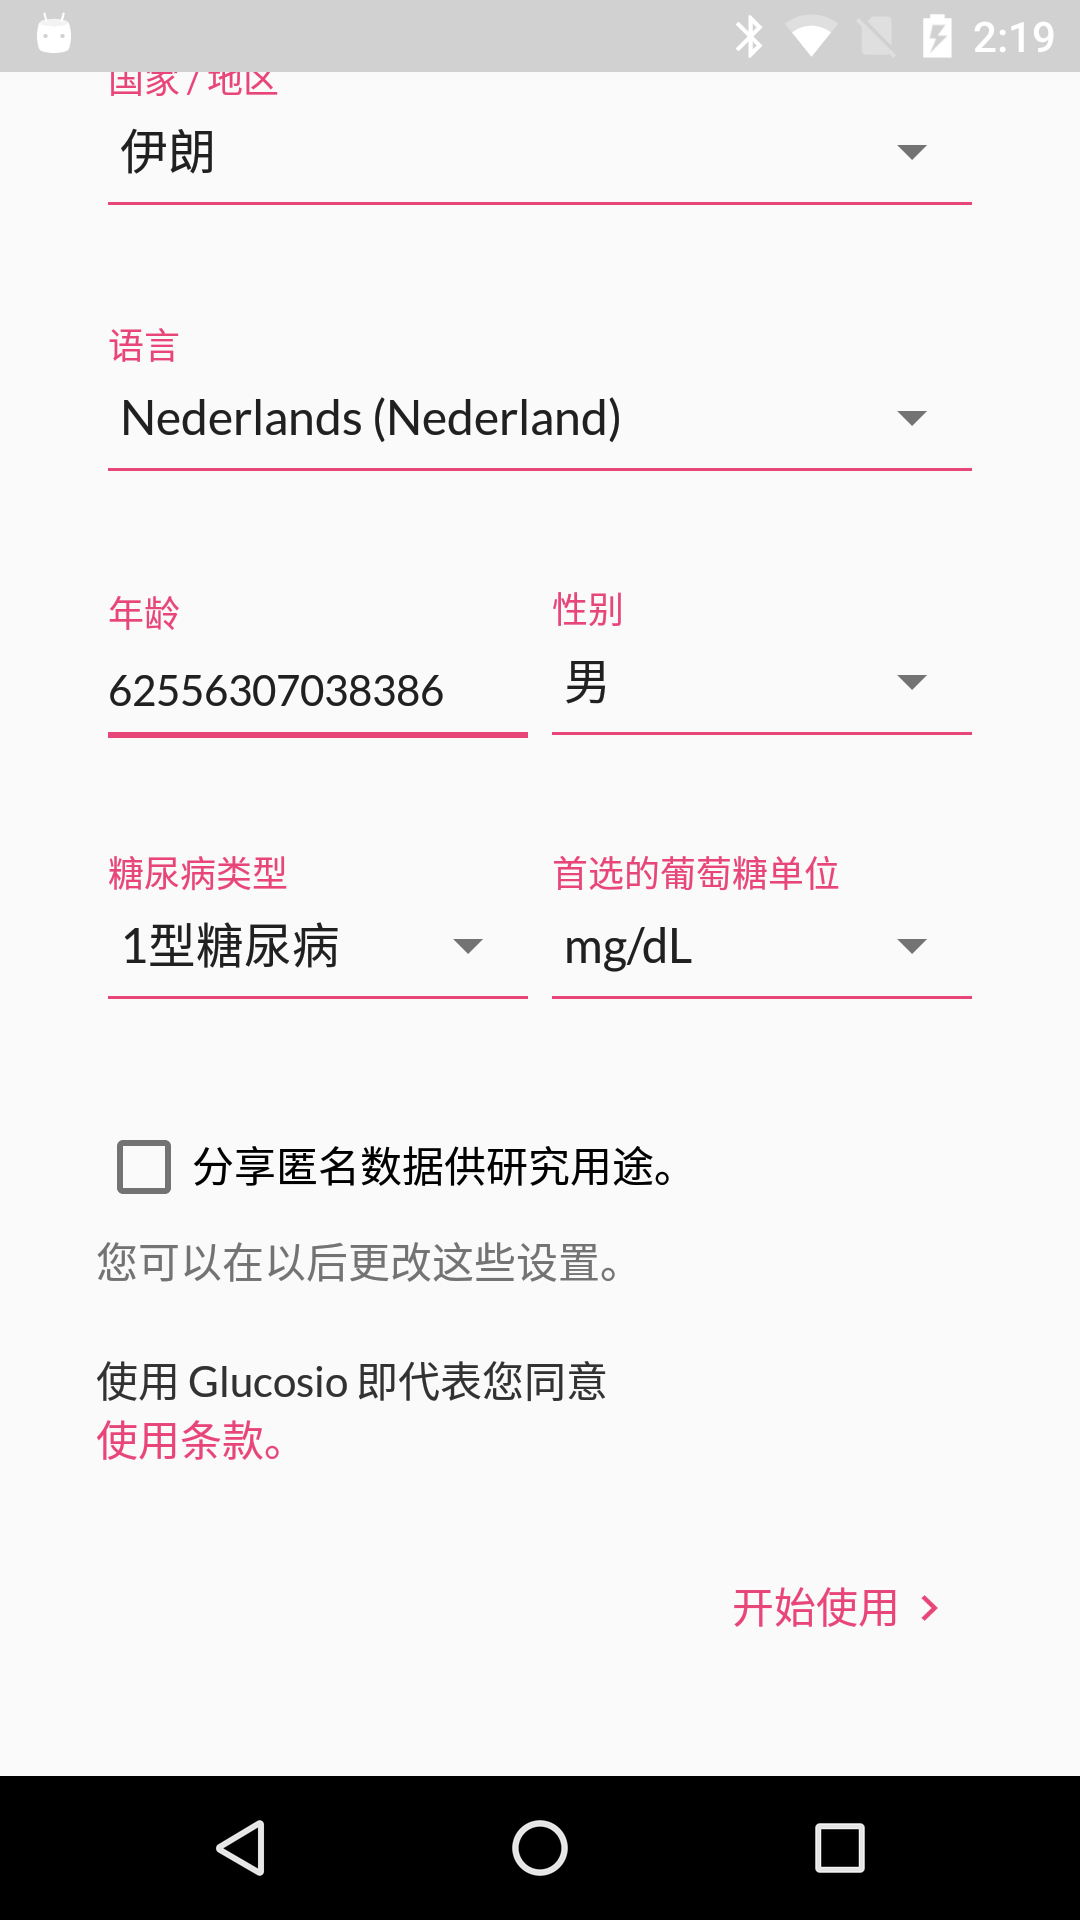 2:19
国家 / 地区
伊朗
语言
Nederlands (Nederland)
年龄
性别
62556307038386
男
糖尿病类型
首选的葡萄糖单位
1型糖尿病
mg/dL
分享匿名数据供研究用途。
您可以在以后更改这些设置。
使用 Glucosio 即代表您同意
使用条款。
开始使用